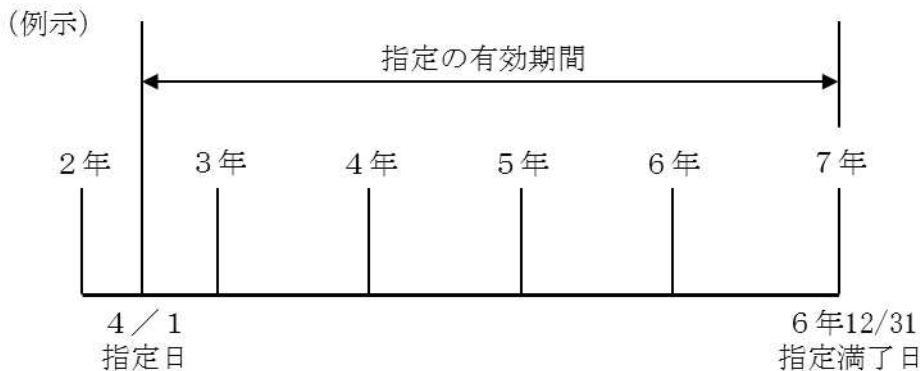 (例示)
指定の有効期間
2年 3年 4年 5年 6年 7年
4/1 6年12/31
指定日 指定満了日